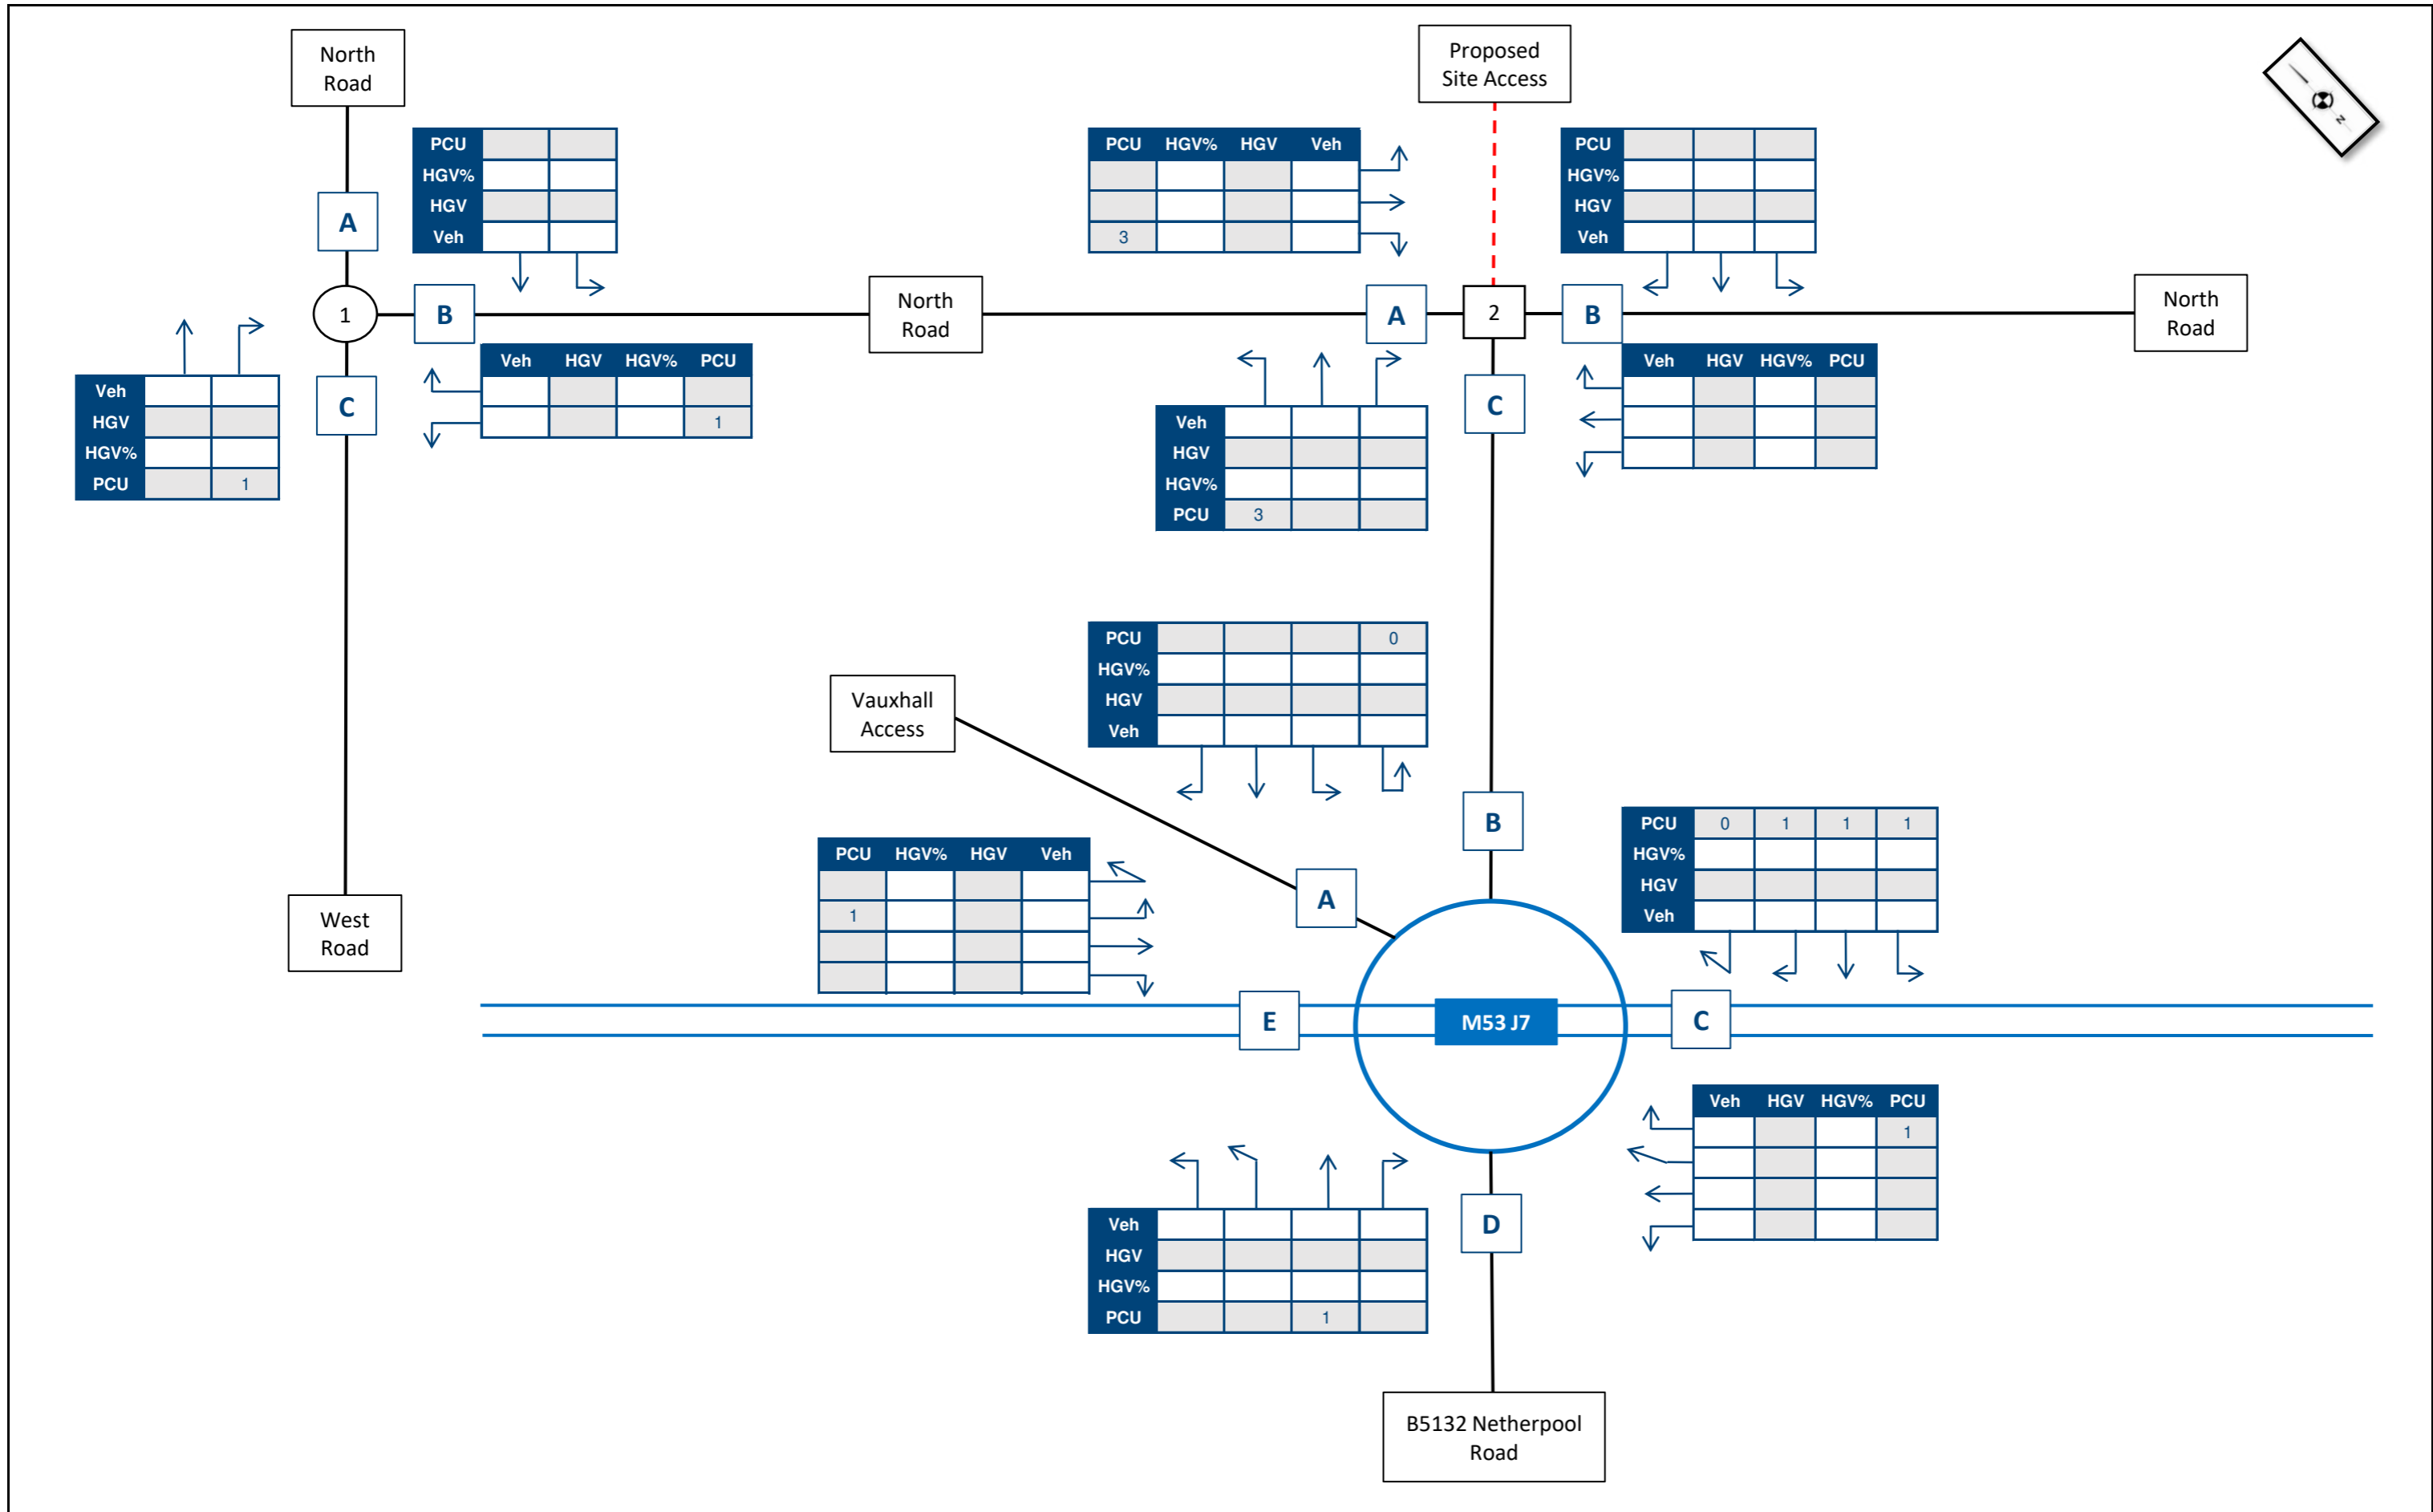 North
Road
Proposed
Site Access
N
PCU
HGV%
HGV
Veh
PCU HGV% HGV Veh
3
PCU
HGV%
HGV
Veh
A
1
B
North
Road
A
2
B
North
Road
C
Veh
HGV
HGV%
PCU 1
Veh HGV HGV% PCU
1
C
Veh
HGV
HGV%
PCU 3
Veh HGV HGV% PCU
PCU 0
HGV%
HGV
Veh
Vauxhall
Access
B
PCU 0 1 1 1
HGV%
HGV
Veh
PCU HGV% HGV Veh
1
A
West
Road
E
M53 J7
C
Veh HGV HGV% PCU
1
Veh
HGV
HGV%
PCU 1
D
B5132 Netherpool
Road